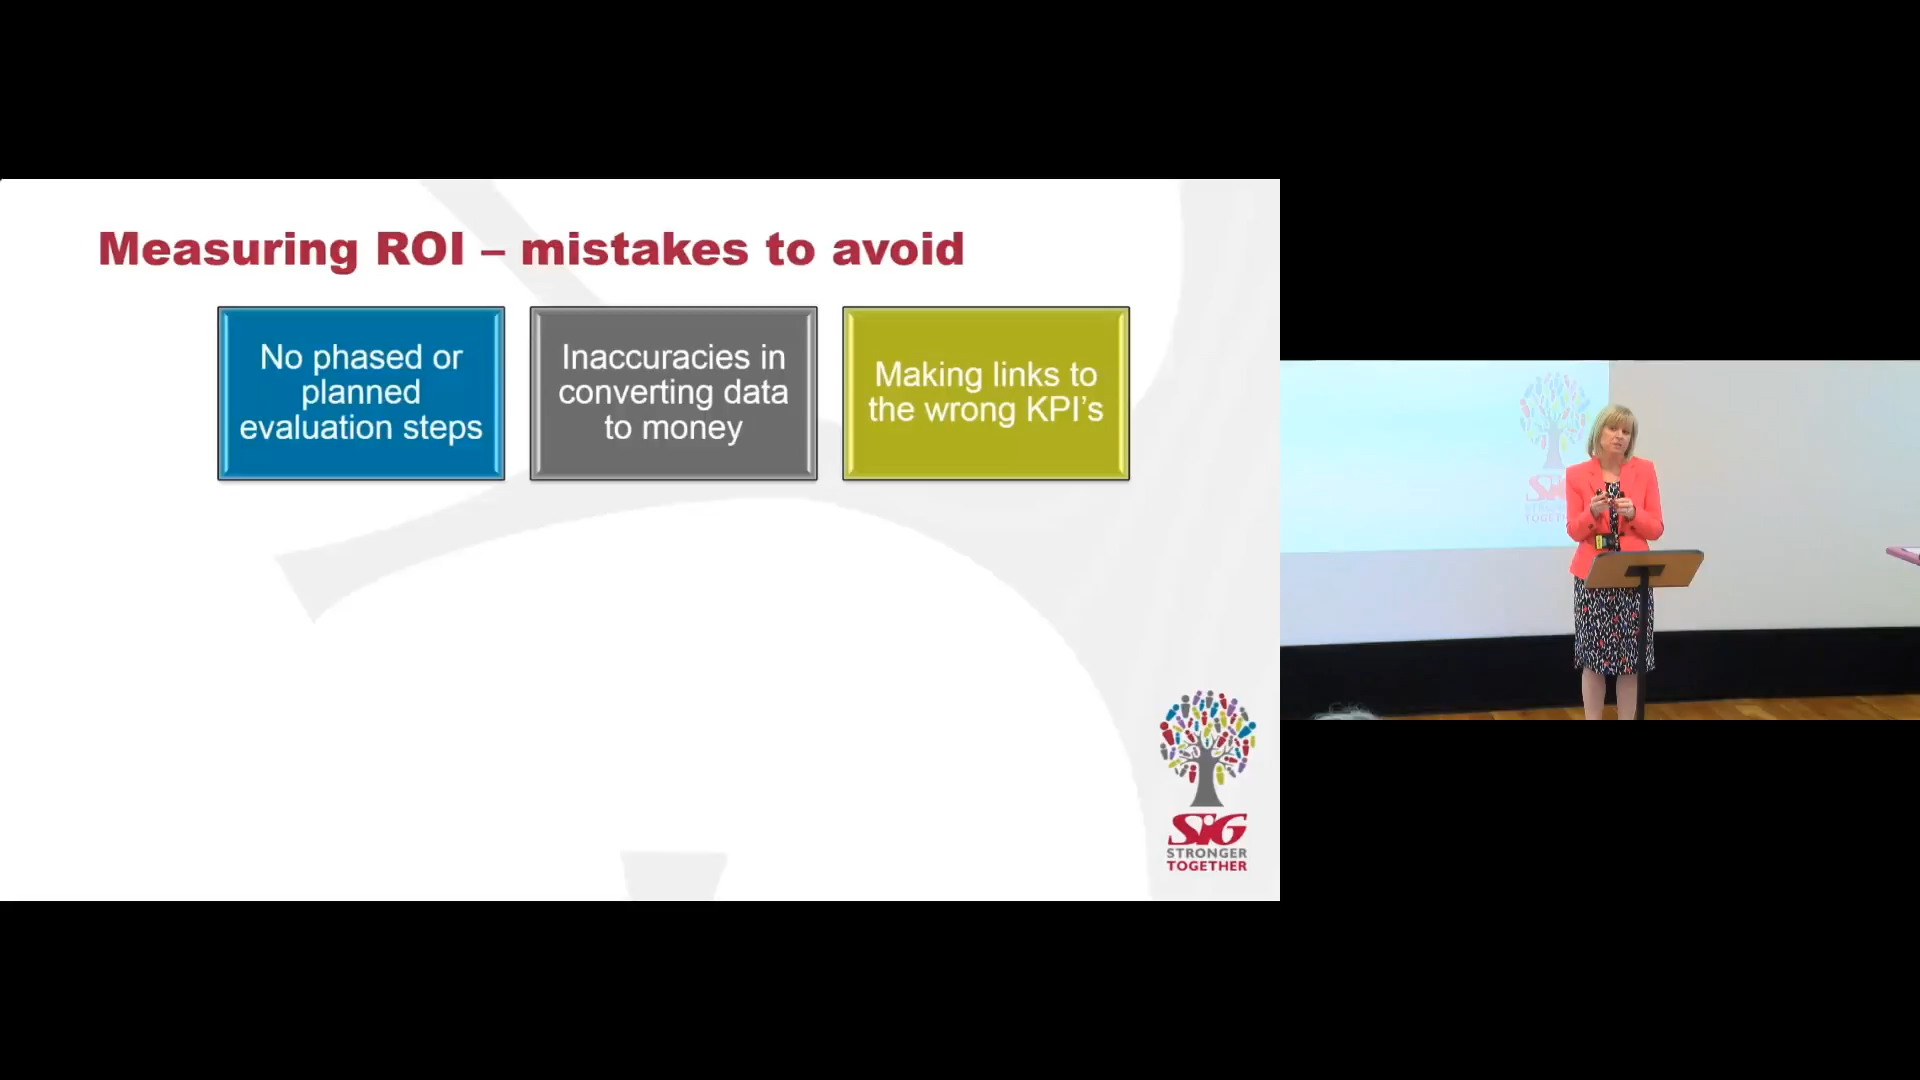 Measuring ROI – mistakes to avoid
No phased or
planned
evaluation steps
Inaccuracies in
converting data
to money
Making links to
the wrong KPI's
SiG
STRONGER
TOGETHER